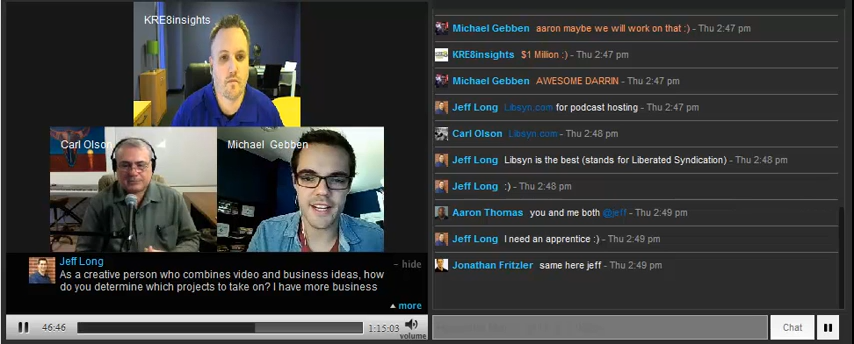 KRE8insights
Carl Olson
Michael Gebben
Jeff Long
– hide
As a creative person who combines video and business ideas, how
do you determine which projects to take on? I have more business
more
46:46
1:15:03
volume
Michael Gebben aaron maybe we will work on that :) - Thu 2:47 pm
KRE8insights $1 Million :) - Thu 2:47 pm
Michael Gebben AWESOME DARRIN - Thu 2:47 pm
Jeff Long Libsyn.com for podcast hosting - Thu 2:47 pm
Carl Olson Libsyn.com - Thu 2:48 pm
Jeff Long Libsyn is the best (stands for Liberated Syndication) - Thu 2:48 pm
Jeff Long :) - Thu 2:48 pm
Aaron Thomas you and me both @jeff - Thu 2:49 pm
Jeff Long I need an apprentice :) - Thu 2:49 pm
Jonathan Fritzler same here jeff - Thu 2:49 pm
Chat